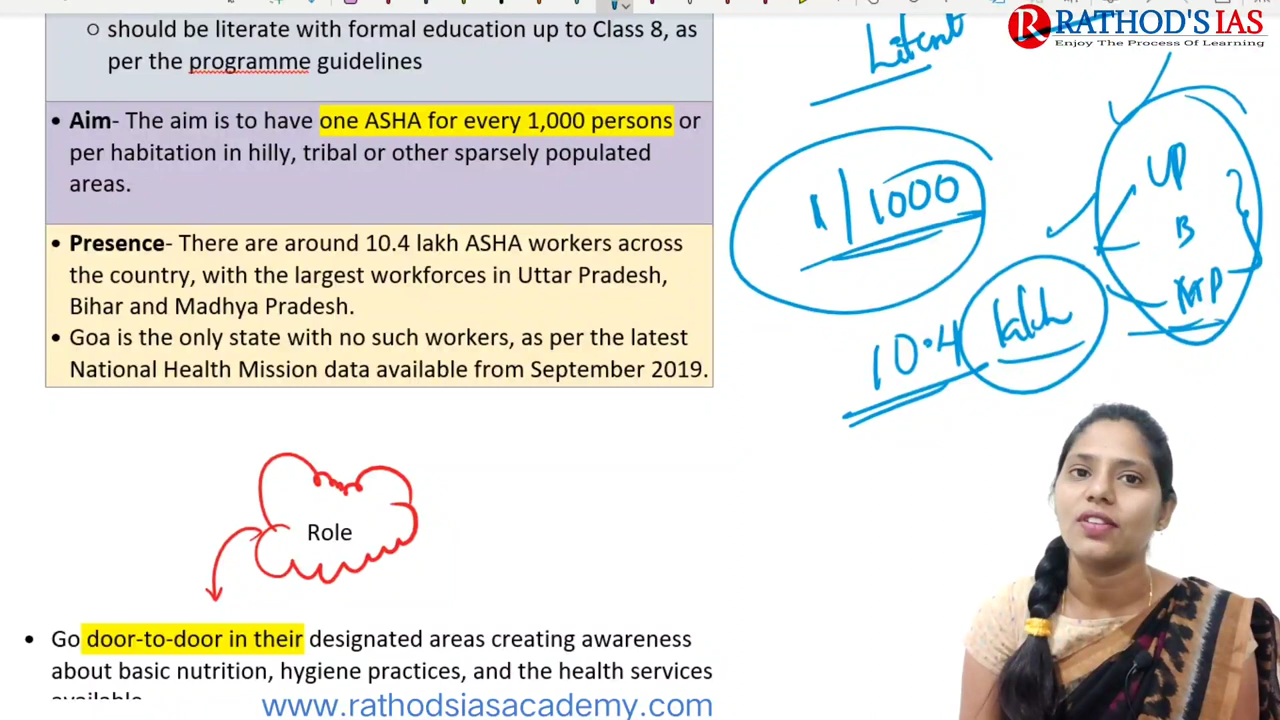 ○ should be literate with formal education up to Class 8, as
per the programme guidelines
• Aim- The aim is to have one ASHA for every 1,000 persons or
per habitation in hilly, tribal or other sparsely populated
areas.
• Presence- There are around 10.4 lakh ASHA workers across
the country, with the largest workforces in Uttar Pradesh,
Bihar and Madhya Pradesh.
• Goa is the only state with no such workers, as per the latest
National Health Mission data available from September 2019.
Role
• Go door-to-door in their designated areas creating awareness
about basic nutrition, hygiene practices, and the health services
available
www.rathodsiasacademy.com
RATHOD'S IAS
Enjoy The Process Of Learning
1/1000
UP
B
MP
10.4 lakh